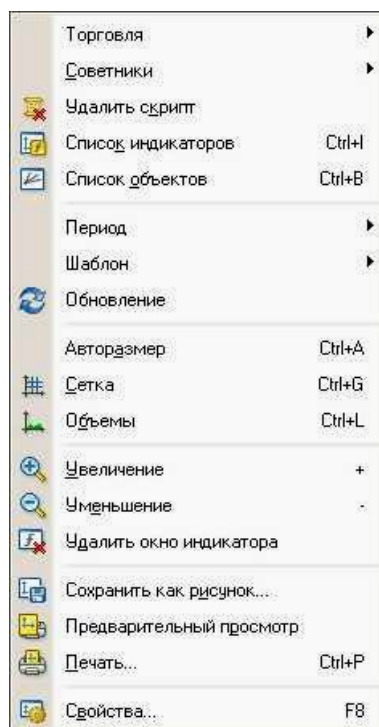 Торговля
Советники
Удалить скрипт
Список индикаторов Ctrl+I
Список объектов Ctrl+B
Период
Шаблон
Обновление
Авторазмер Ctrl+A
Сетка Ctrl+G
Объемы Ctrl+L
Увеличение +
Уменьшение -
Удалить окно индикатора
Сохранить как рисунок...
Предварительный просмотр
Печать... Ctrl+P
Свойства... F8